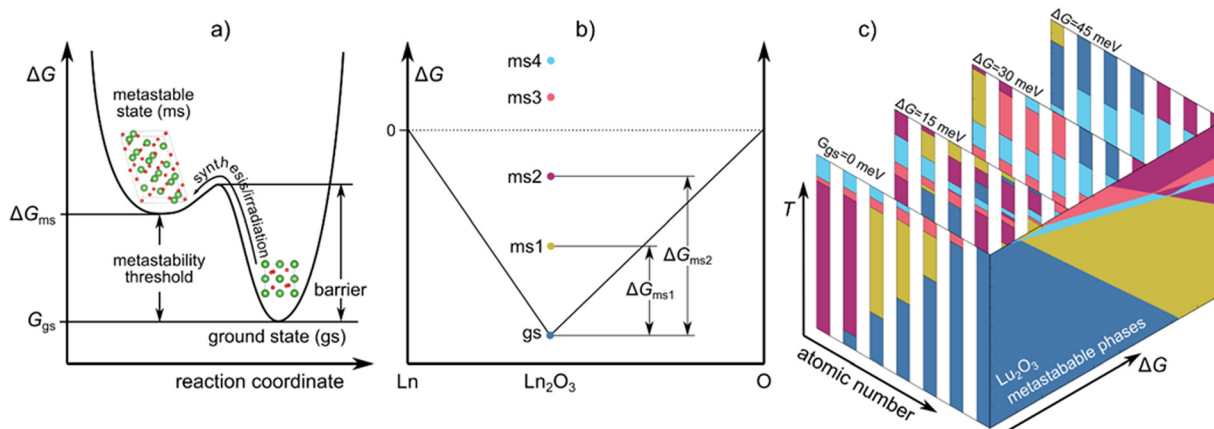 a)
ΔG
metastable
state (ms)
synthesis/irradiation
ΔGms
metastability
threshold
barrier
Ggs
ground state (gs)
reaction coordinate
b)
ΔG
ms4
ms3
0
ms2
ms1
ΔGms2
ΔGms1
gs
Ln
Ln2O3
O
c)
ΔG=45 meV
ΔG=30 meV
ΔG=15 meV
Ggs=0 meV
T
atomic number
Lu2O3
metastabable phases
ΔG